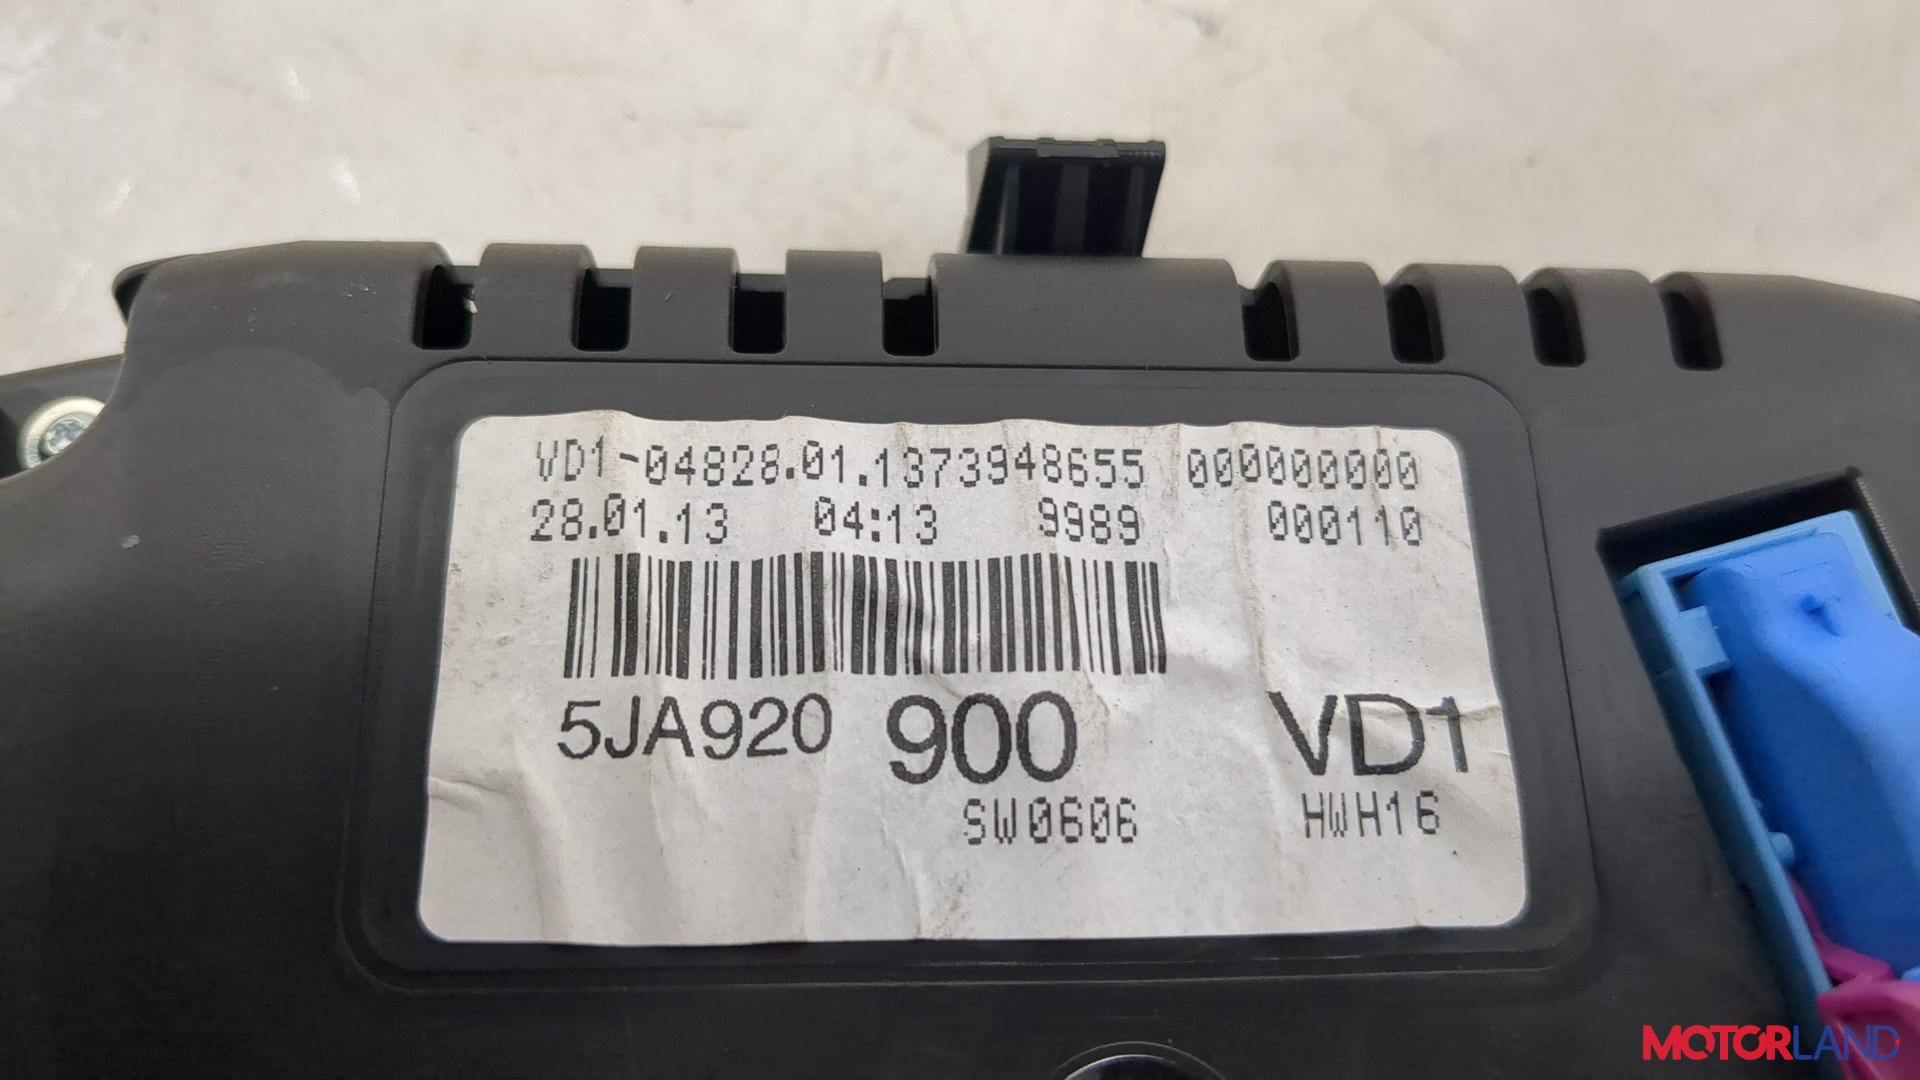 VD1-04828.01.1373948655 000000000
28.01.13 04:13 9989 000110
5JA920 900 VD1
SW0606 HWH16
MOTORLAND